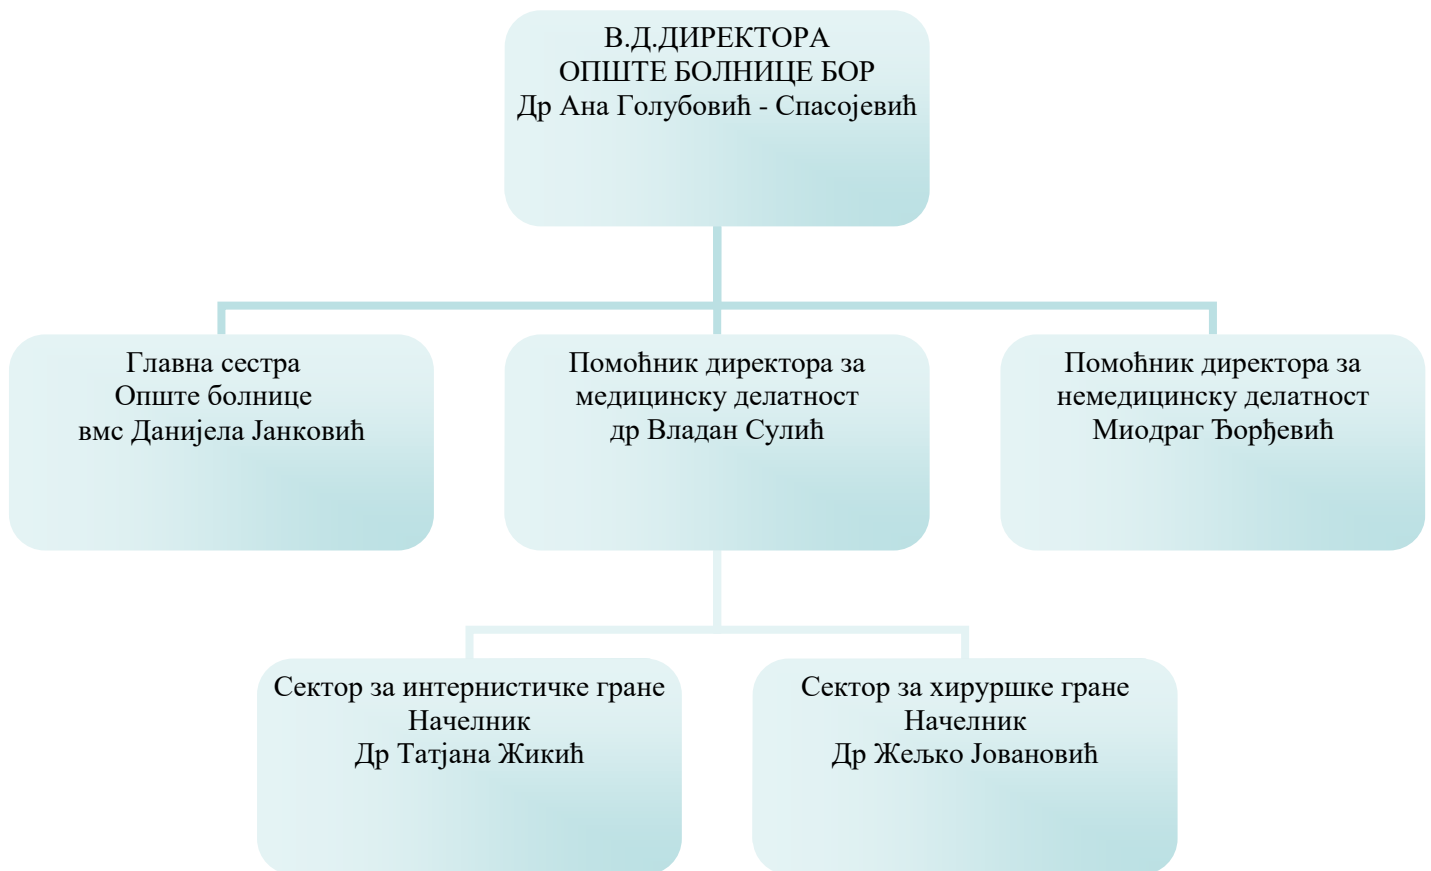 В.Д.ДИРЕКТОРА
ОПШТЕ БОЛНИЦЕ БОР
Др Ана Голубовић - Спасојевић
Главна сестра
Опште болнице
вмс Данијела Јанковић
Помоћник директора за
медицинску делатност
др Владан Сулић
Помоћник директора за
немедицинску делатност
Миодраг Ђорђевић
Сектор за интернистичке гране
Начелник
Др Татјана Жикић
Сектор за хируршке гране
Начелник
Др Жељко Јовановић